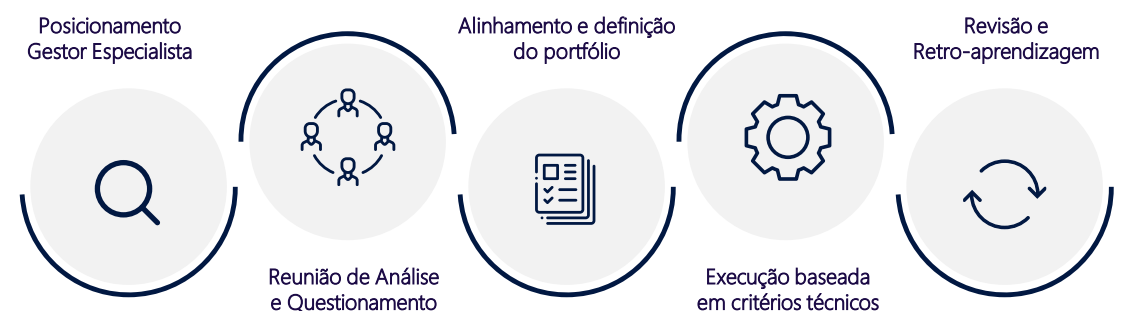 Posicionamento
Gestor Especialista
Reunião de Análise
e Questionamento
Alinhamento e definição
do portfólio
Execução baseada
em critérios técnicos
Revisão e
Retro-aprendizagem